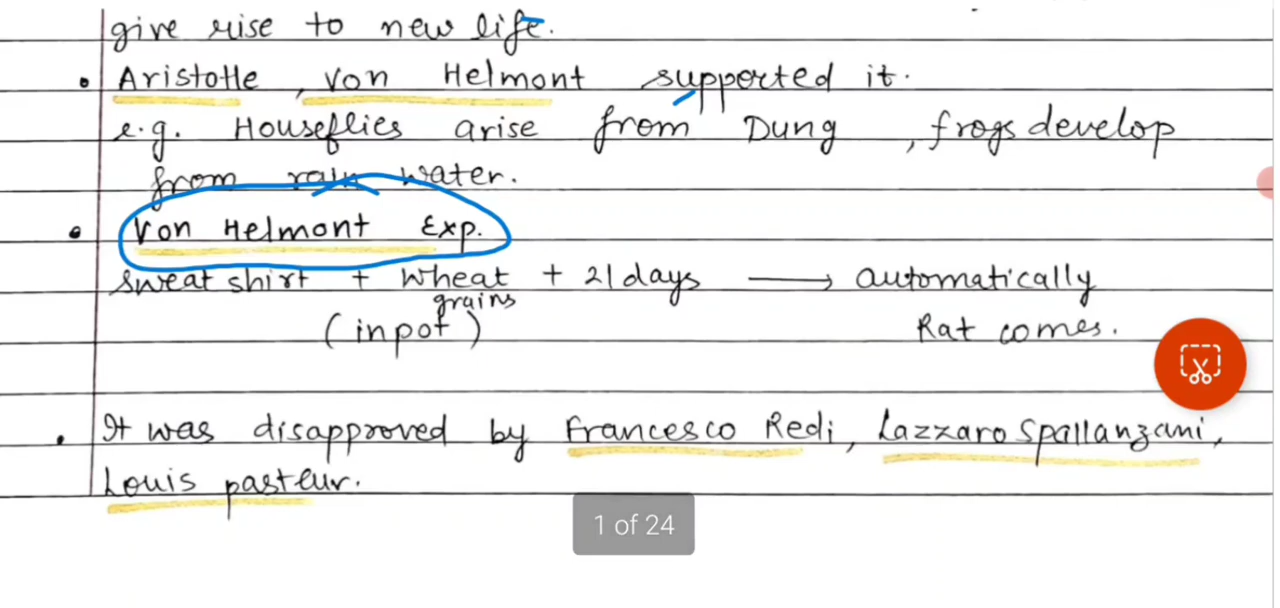 give rise to new life.
• Aristotle, Von Helmont supported it.
e.g. Houseflies arise from Dung, frogs develop
from rain water.
• Von Helmont Exp.
sweat shirt + wheat grains + 21 days → automatically
(in pot) Rat comes.
• It was disapproved by Francesco Redi, Lazzaro Spallanzani,
Louis pasteur.
1 of 24